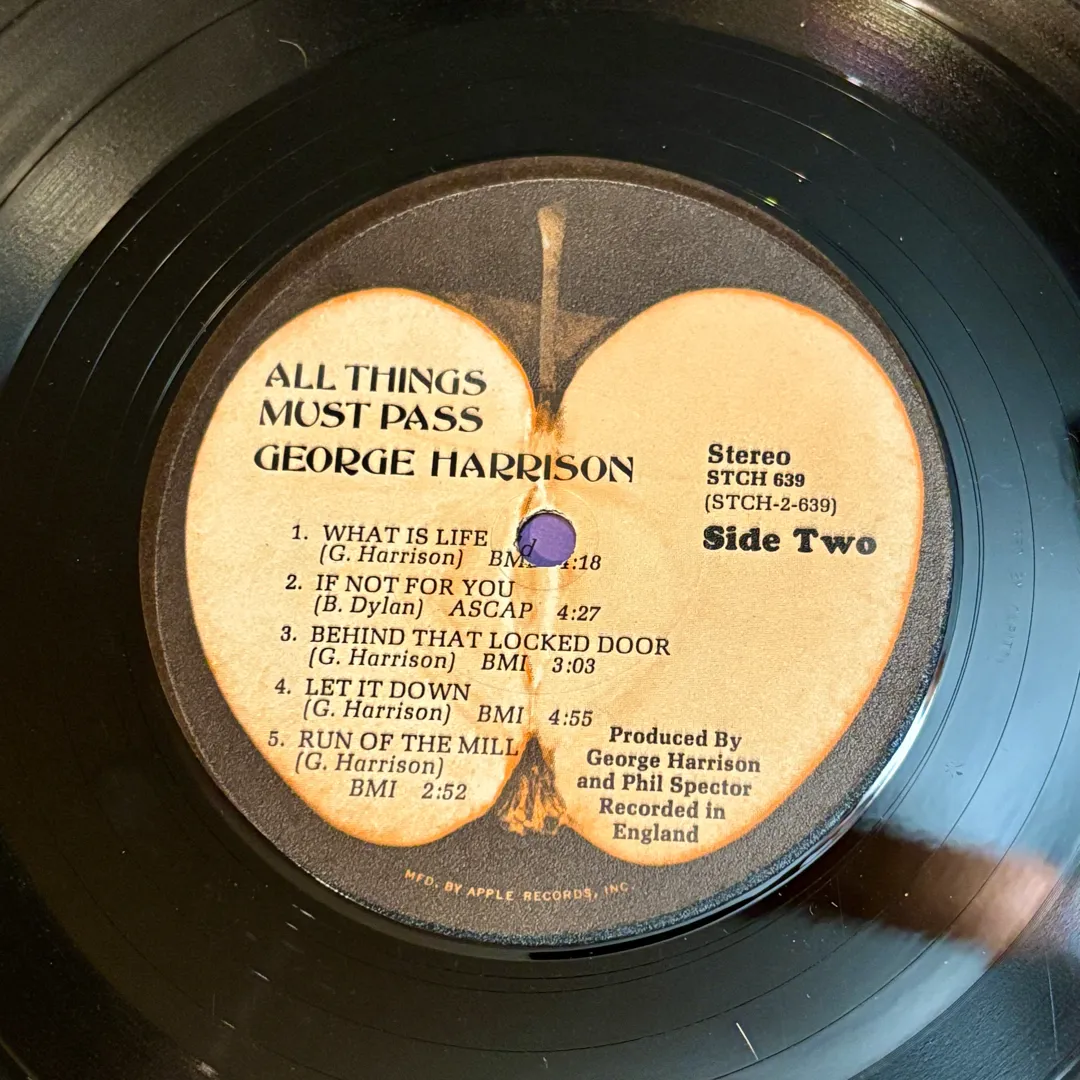 ALL THINGS
MUST PASS
GEORGE HARRISON
Stereo
STCH 639
(STCH-2-639)
Side Two
1. WHAT IS LIFE
(G. Harrison) BMI :18
2. IF NOT FOR YOU
(B. Dylan) ASCAP 4:27
3. BEHIND THAT LOCKED DOOR
(G. Harrison) BMI 3:03
4. LET IT DOWN
(G. Harrison) BMI 4:55
5. RUN OF THE MILL
(G. Harrison)
BMI 2:52
Produced By
George Harrison
and Phil Spector
Recorded in
England
MFD. BY APPLE RECORDS, INC.